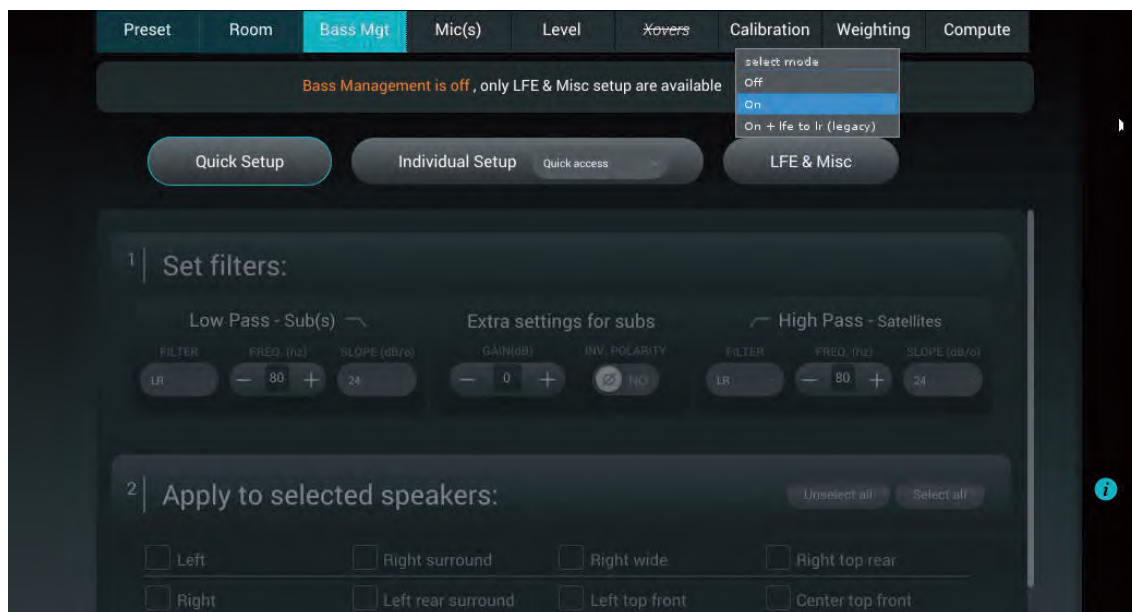 Preset Room Bass Mgt Mic(s) Level Xovers Calibration Weighting Compute
Bass Management is off , only LFE & Misc setup are available
select mode
Off
On
On + lfe to lr (legacy)
Quick Setup Individual Setup Quick access LFE & Misc
1 Set filters:
Low Pass - Sub(s) Extra settings for subs High Pass - Satellites
FILTER FREQ. (hz) SLOPE (dB/o) GAIN(dB) INV. POLARITY FILTER FREQ. (hz) SLOPE (dB/o)
LR − 80 + 24 − 0 + Ø NO LR − 80 + 24
2 Apply to selected speakers: Unselect all Select all
Left Right surround Right wide Right top rear
Right Left rear surround Left top front Center top front
i